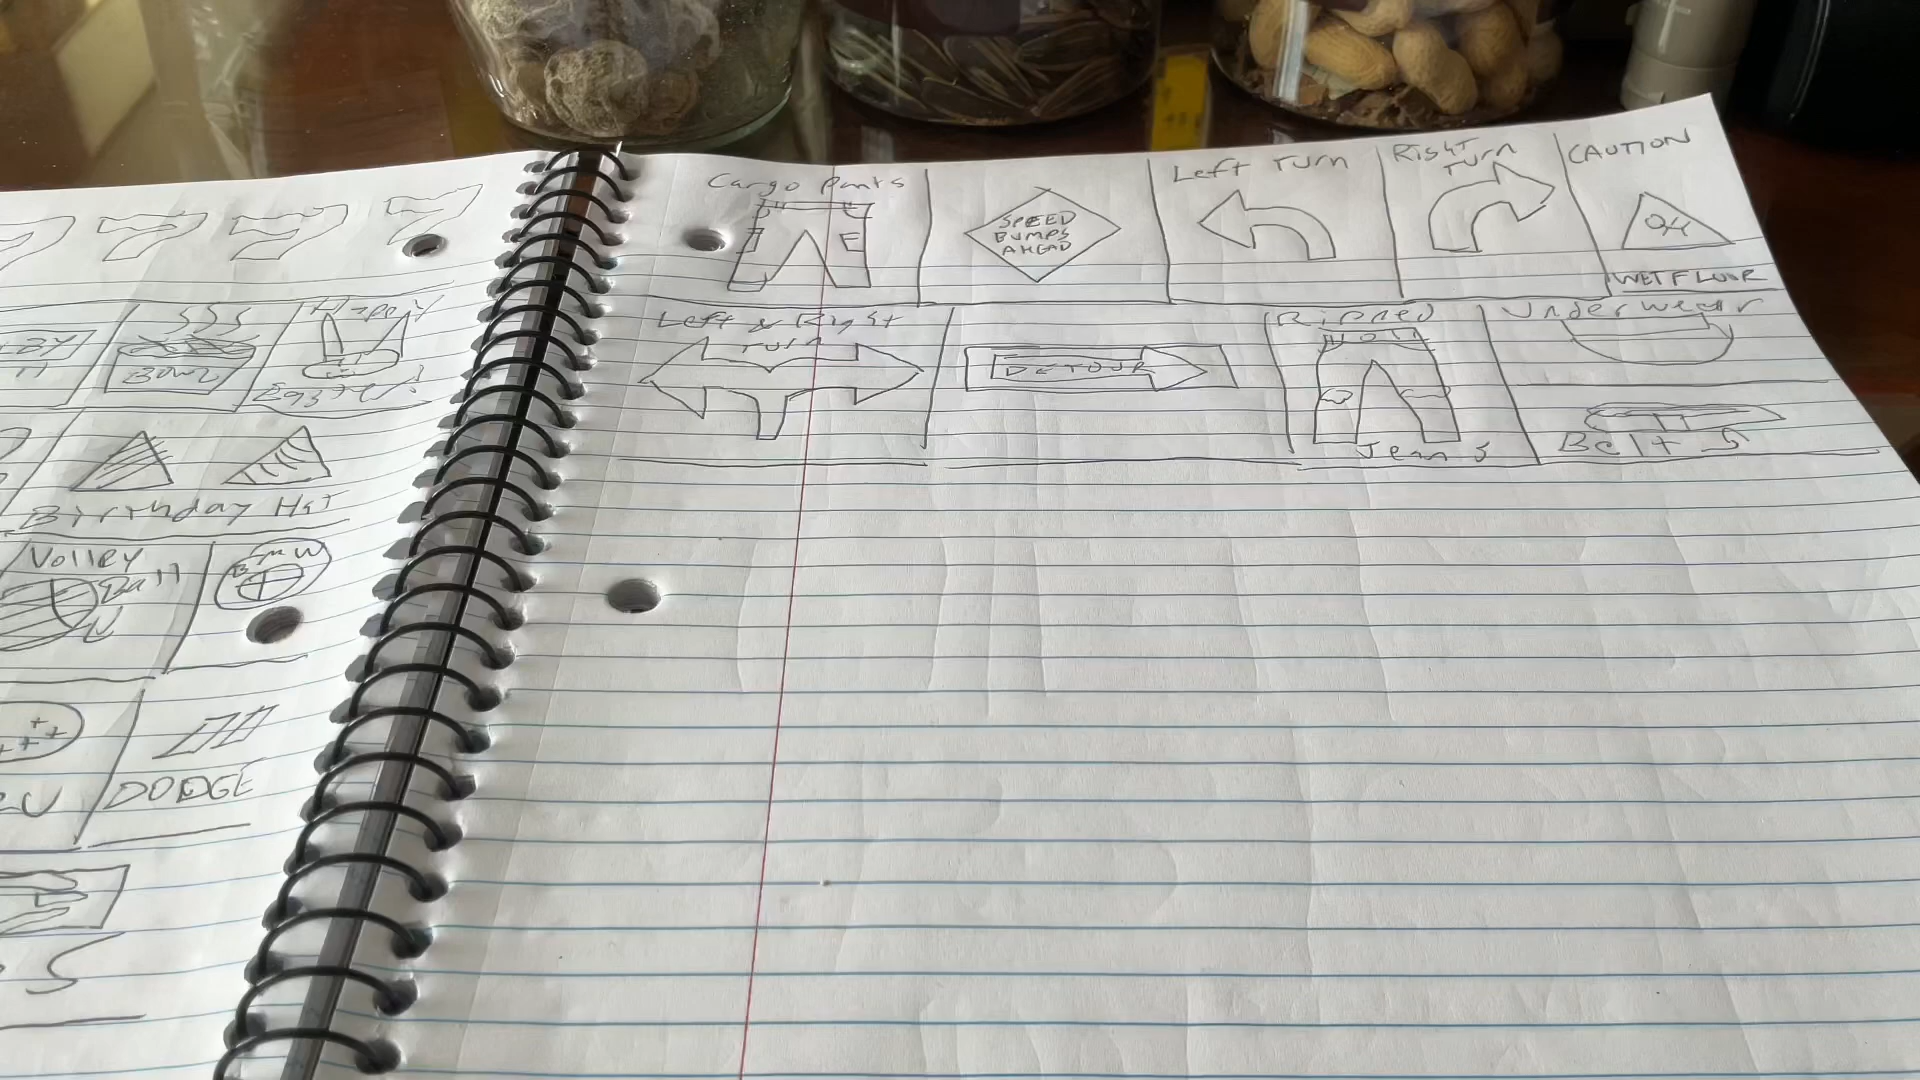 Bowl
Happy
Easter!
Birthday Hat
Volley
Ball
BMW
DODGE
S
Cargo Pants
SPEED
BUMPS
AHEAD
Left Turn
Right
Turn
CAUTION
WET FLOOR
Left & Right
Turn
DETOUR
Ripped
Jeans
Underwear
Belts